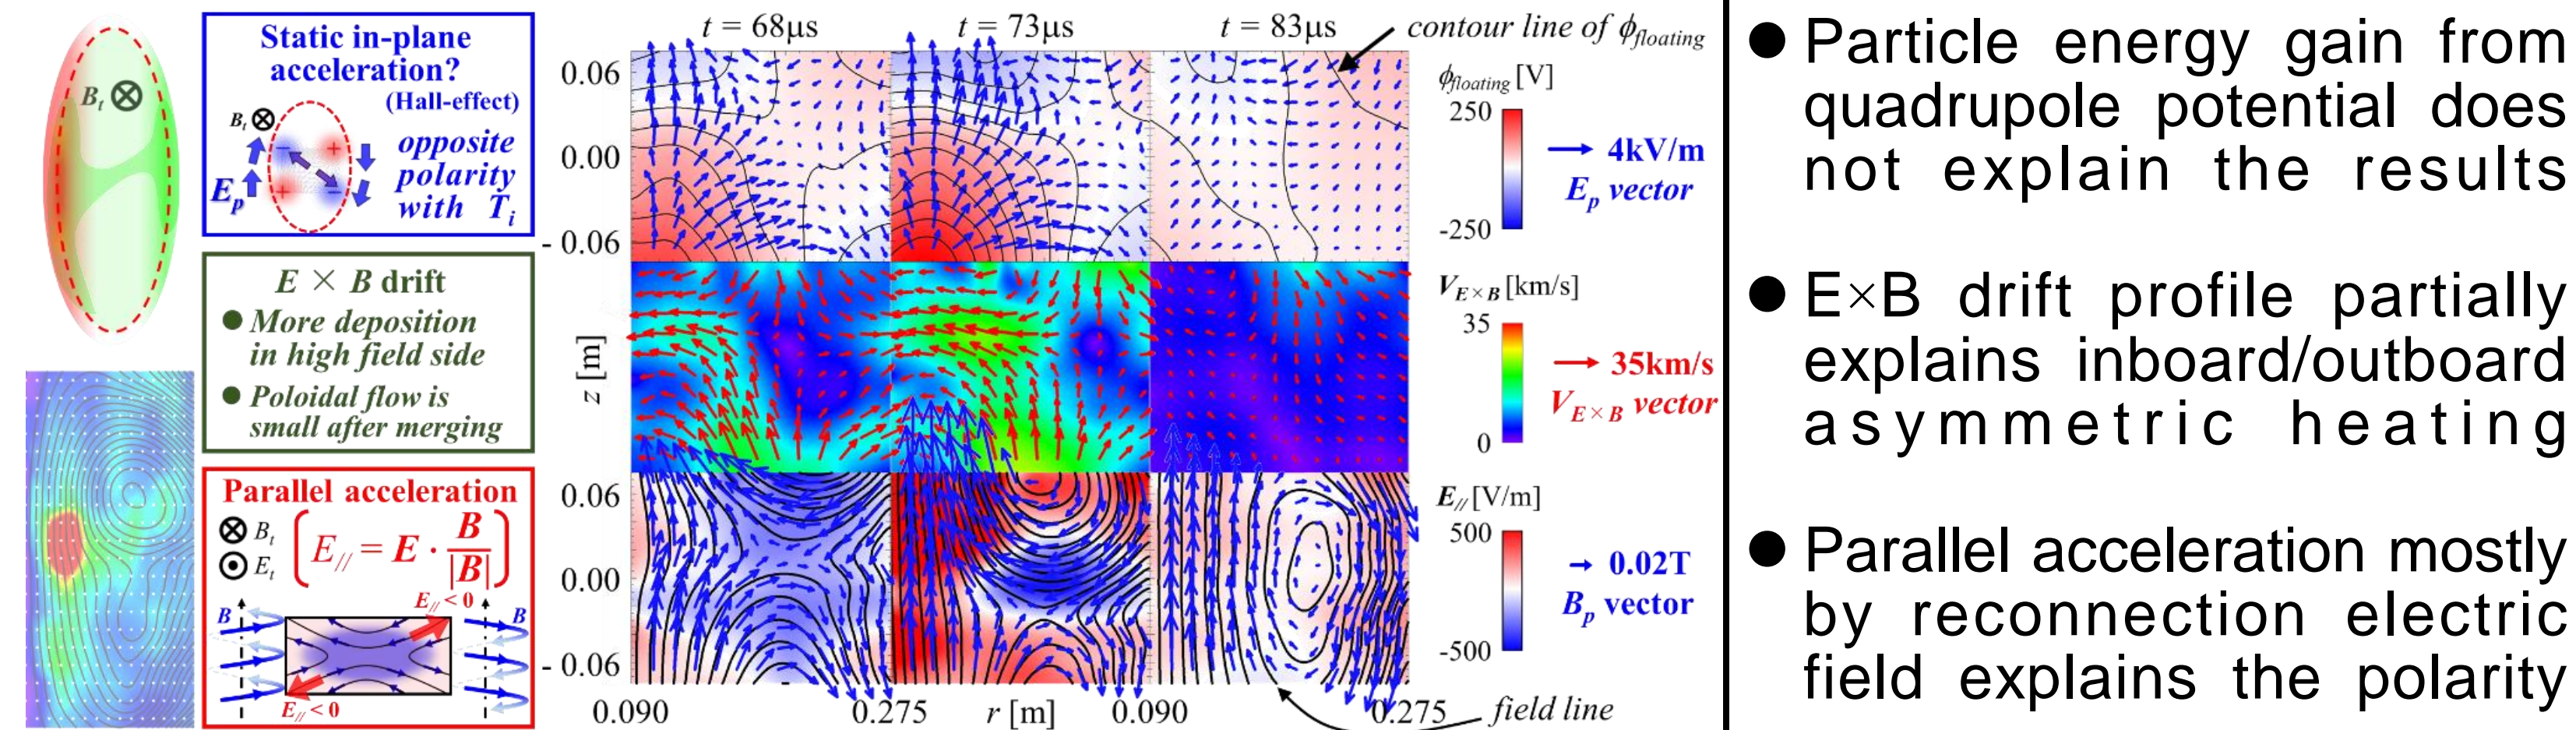 B_t ⊗
Static in-plane
acceleration?
(Hall-effect)
B_t ⊗
opposite
polarity
with T_i
E_p
− +
+ −
E × B drift
● More deposition
in high field side
● Poloidal flow is
small after merging
Parallel acceleration
⊗ B_t
⊙ E_t
(E_// = E · B/|B|)
E_// < 0
B
B
E_// < 0
t = 68μs
t = 73μs
t = 83μs
contour line of ϕ_floating
0.06
0.00
- 0.06
ϕ_floating [V]
250
-250
4kV/m
E_p vector
z [m]
V_E×B [km/s]
35
0
35km/s
V_E×B vector
0.06
0.00
- 0.06
E_// [V/m]
500
-500
0.02T
B_p vector
0.090
0.275
r [m]
0.090
0.275
field line
● Particle energy gain from
quadrupole potential does
not explain the results
● E×B drift profile partially
explains inboard/outboard
asymmetric heating
● Parallel acceleration mostly
by reconnection electric
field explains the polarity